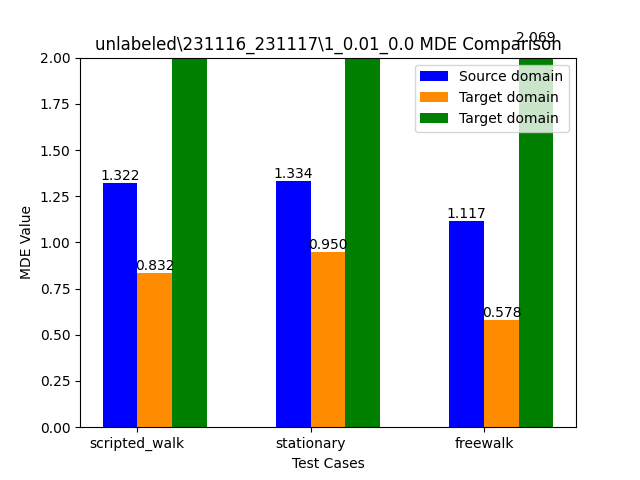 2.069
unlabeled\231116_231117\1_0.01_0.0 MDE Comparison
2.00
1.75
1.50
1.25
1.00
0.75
0.50
0.25
0.00
MDE Value
Source domain
Target domain
Target domain
1.322
0.832
1.334
0.950
1.117
0.578
scripted_walk
stationary
freewalk
Test Cases